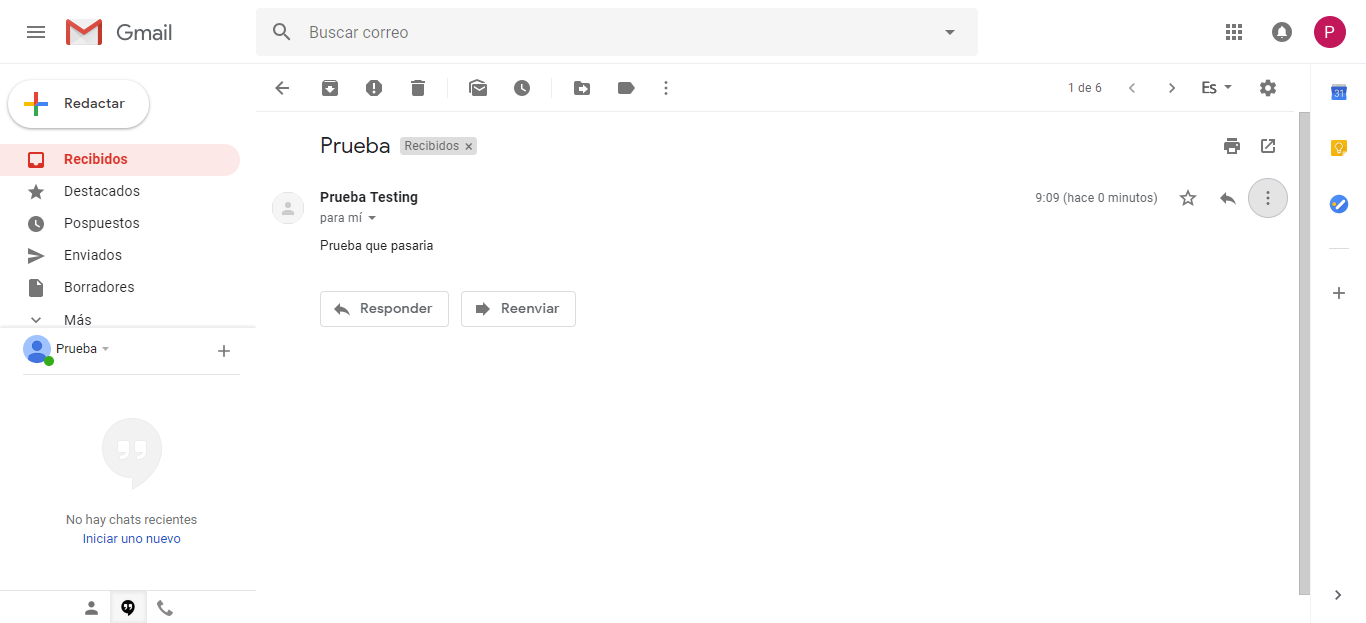 Gmail
Buscar correo
P
Redactar
1 de 6
Es
31
Recibidos
Destacados
Pospuestos
Enviados
Borradores
Más
Prueba
No hay chats recientes
Iniciar uno nuevo
Prueba Recibidos ×
Prueba Testing
9:09 (hace 0 minutos)
para mí
Prueba que pasaria
Responder
Reenviar